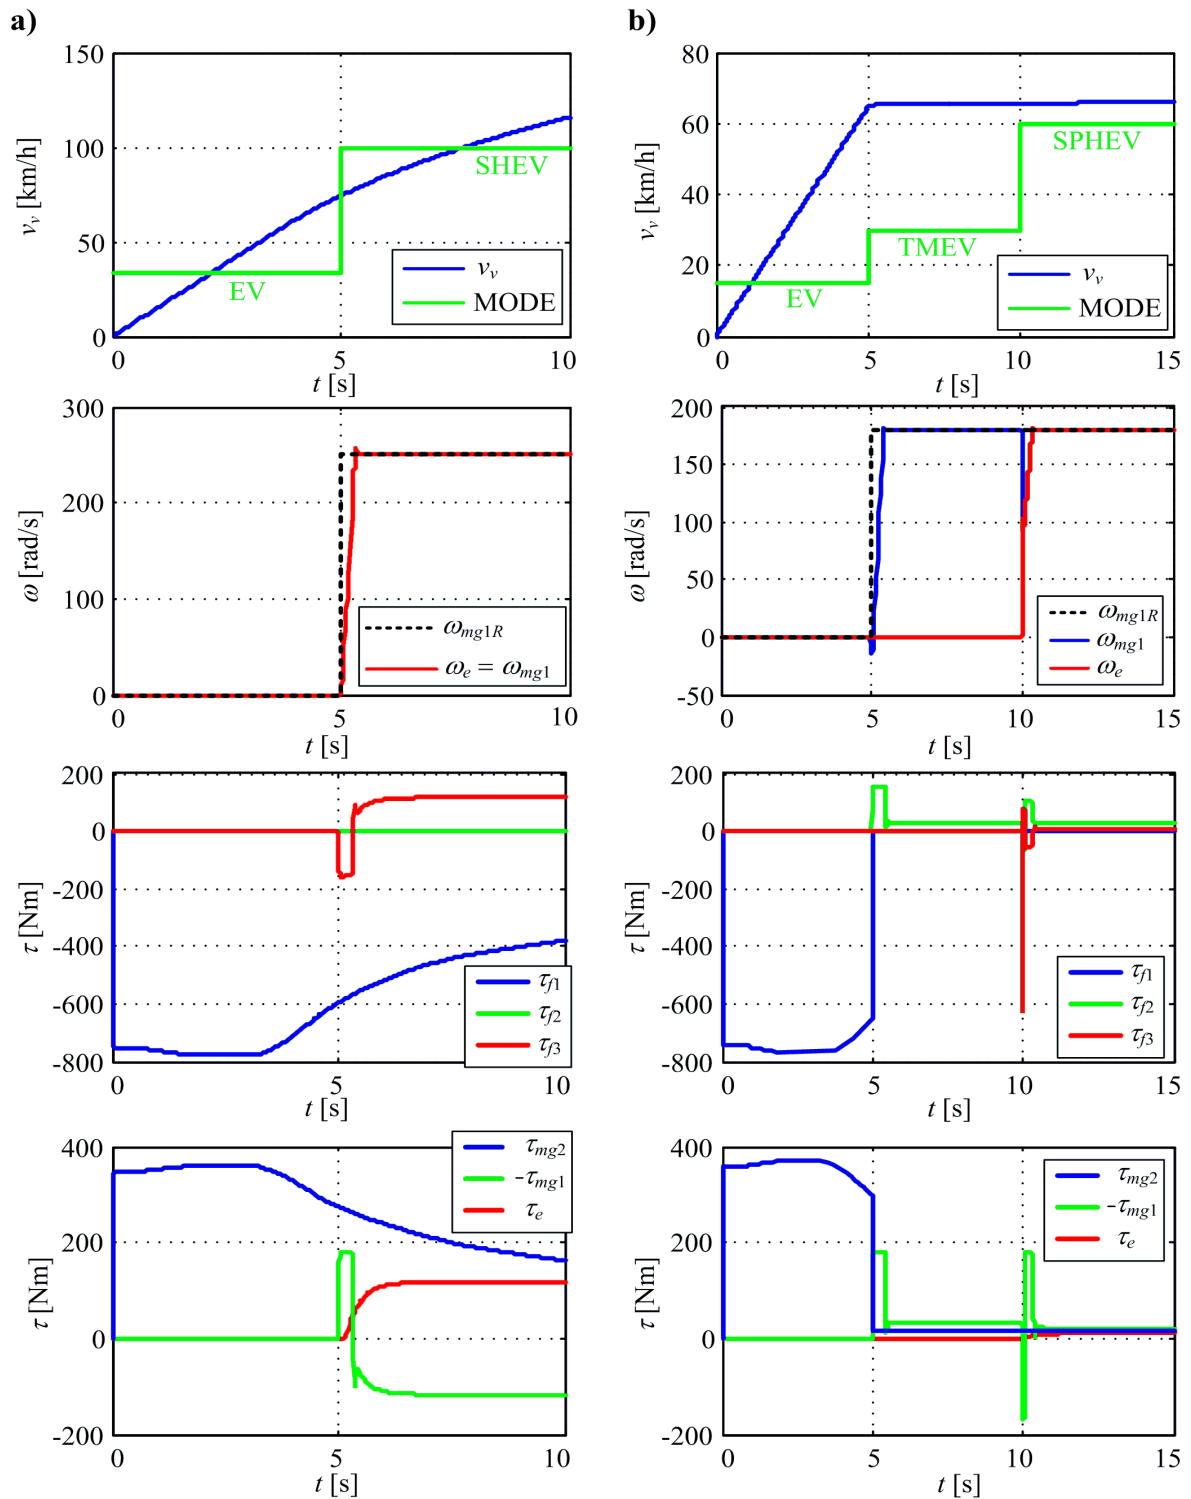 a)
150
100
50
0
v_v [km/h]
SHEV
EV
v_v
MODE
0 5 10
t [s]
300
200
100
0
ω [rad/s]
ω_mg1R
ω_e = ω_mg1
0 5 10
t [s]
200
0
-200
-400
-600
-800
τ [Nm]
τ_f1
τ_f2
τ_f3
0 5 10
t [s]
400
200
0
-200
τ [Nm]
τ_mg2
-τ_mg1
τ_e
0 5 10
t [s]
b)
80
60
40
20
0
v_v [km/h]
SPHEV
TMEV
EV
v_v
MODE
0 5 10 15
t [s]
200
150
100
50
0
-50
ω [rad/s]
ω_mg1R
ω_mg1
ω_e
0 5 10 15
t [s]
200
0
-200
-400
-600
-800
τ [Nm]
τ_f1
τ_f2
τ_f3
0 5 10 15
t [s]
400
200
0
-200
τ [Nm]
τ_mg2
-τ_mg1
τ_e
0 5 10 15
t [s]